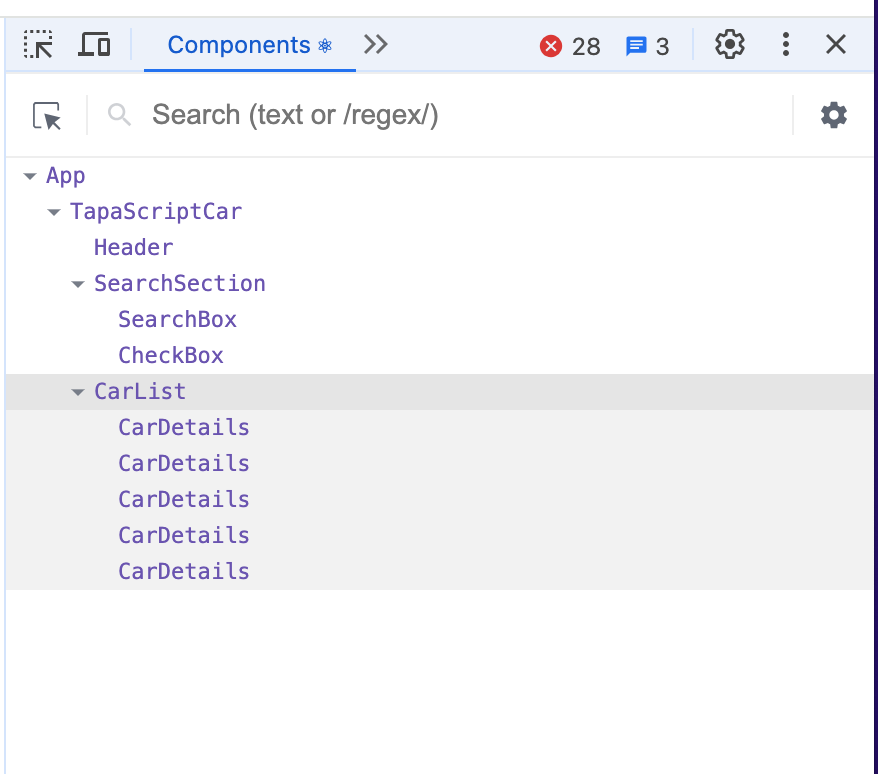 Components ⚛ 28 3
Search (text or /regex/)
App
TapaScriptCar
Header
SearchSection
SearchBox
CheckBox
CarList
CarDetails
CarDetails
CarDetails
CarDetails
CarDetails